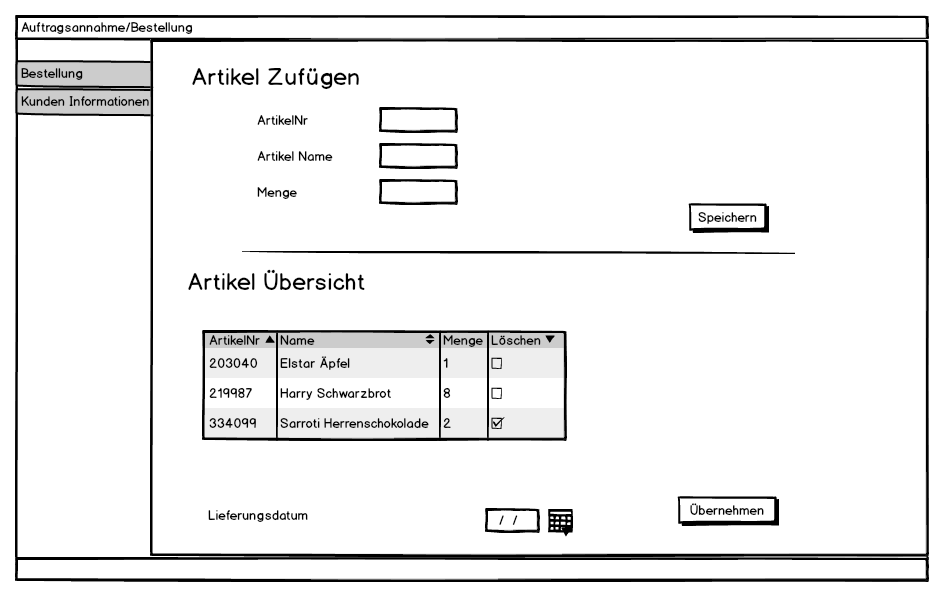 Auftragsannahme/Bestellung
Bestellung
Kunden Informationen
Artikel Zufügen
ArtikelNr
Artikel Name
Menge
Speichern
Artikel Übersicht
ArtikelNr Name Menge Löschen
203040 Elstar Äpfel 1
219987 Harry Schwarzbrot 8
334099 Sarroti Herrenschokolade 2
Lieferungsdatum / / Übernehmen